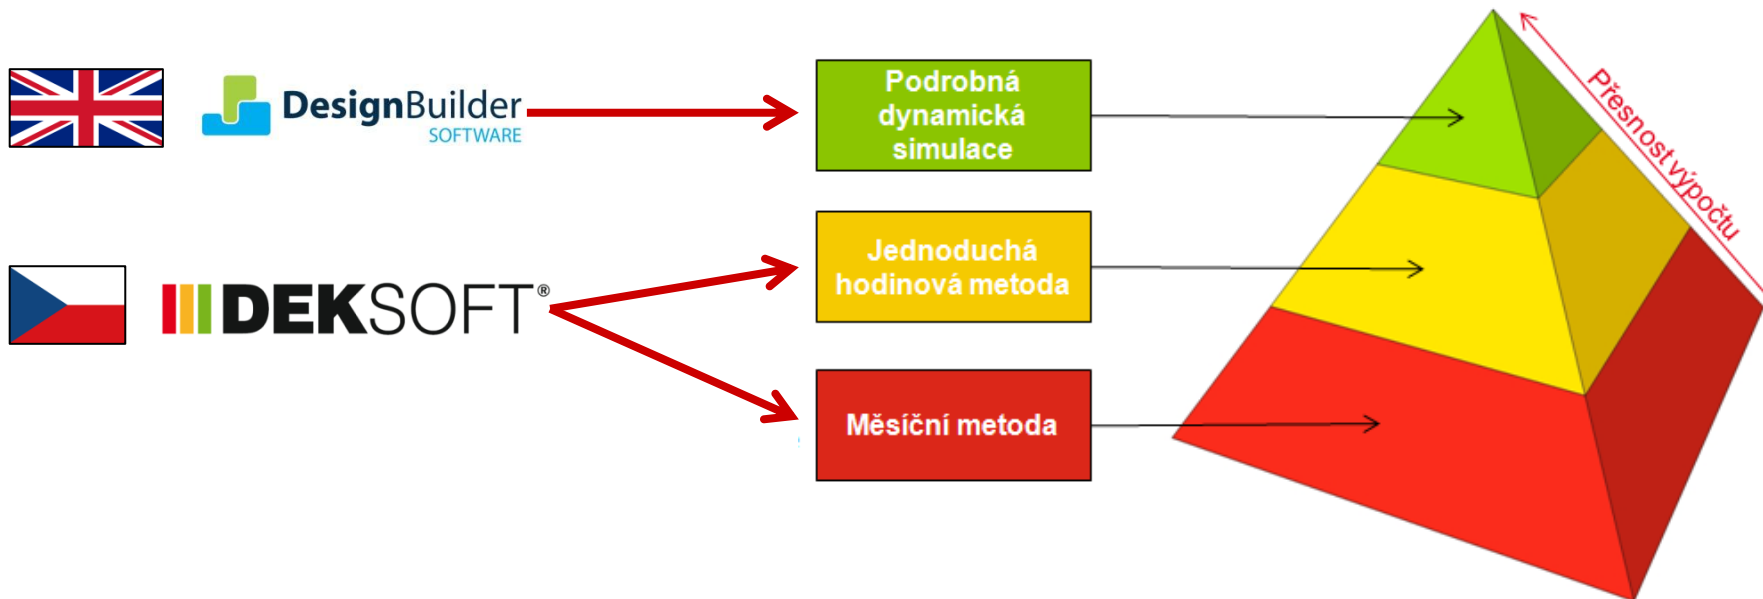 DesignBuilder
SOFTWARE
DEKSOFT®
Podrobná
dynamická
simulace
Jednoduchá
hodinová metoda
Měsíční metoda
Přesnost výpočtu